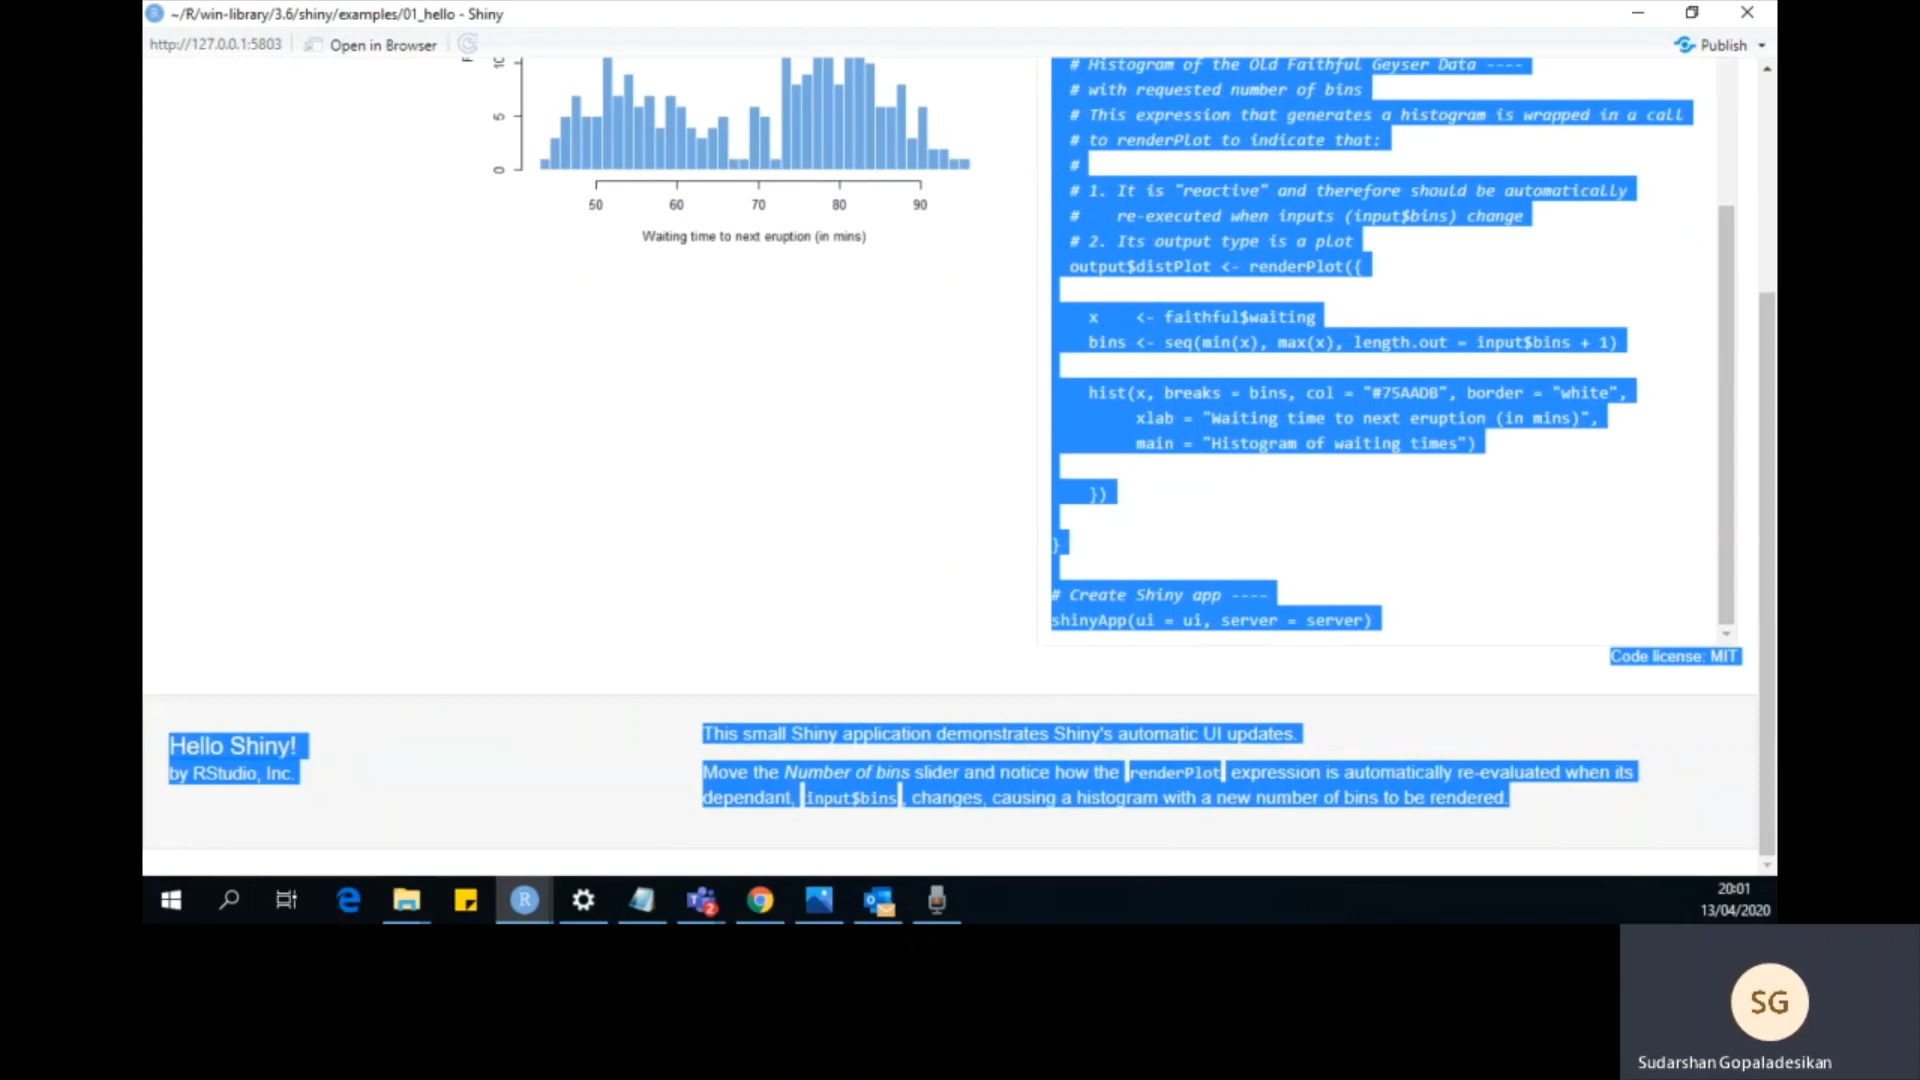 ~/R/win-library/3.6/shiny/examples/01_hello - Shiny
http://127.0.0.1:5803
Open in Browser
Publish
10
5
0
50 60 70 80 90
Waiting time to next eruption (in mins)
# Histogram of the Old Faithful Geyser Data ----
# with requested number of bins
# This expression that generates a histogram is wrapped in a call
# to renderPlot to indicate that:
#
# 1. It is "reactive" and therefore should be automatically
#    re-executed when inputs (input$bins) change
# 2. Its output type is a plot
output$distPlot <- renderPlot({
x    <- faithful$waiting
bins <- seq(min(x), max(x), length.out = input$bins + 1)
hist(x, breaks = bins, col = "#75AADB", border = "white",
xlab = "Waiting time to next eruption (in mins)",
main = "Histogram of waiting times")
})
}
# Create Shiny app ----
shinyApp(ui = ui, server = server)
Code license: MIT
Hello Shiny!
by RStudio, Inc.
This small Shiny application demonstrates Shiny's automatic UI updates.
Move the Number of bins slider and notice how the renderPlot expression is automatically re-evaluated when its
dependant, input$bins, changes, causing a histogram with a new number of bins to be rendered.
20:01
13/04/2020
SG
Sudarshan Gopaladesikan